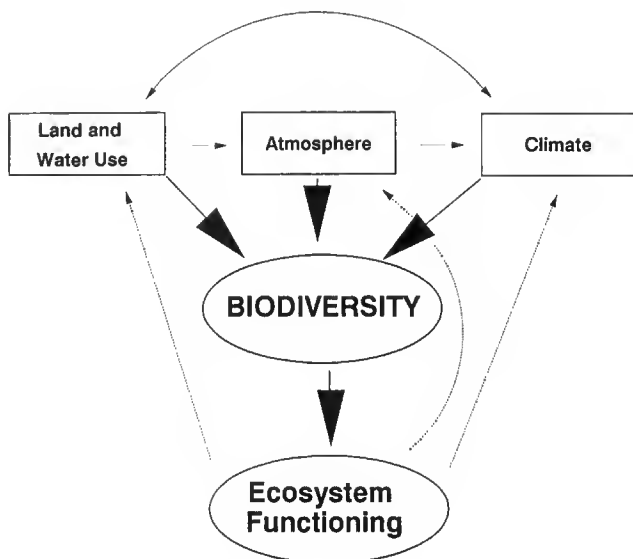 Land and
Water Use
Atmosphere
Climate
BIODIVERSITY
Ecosystem
Functioning